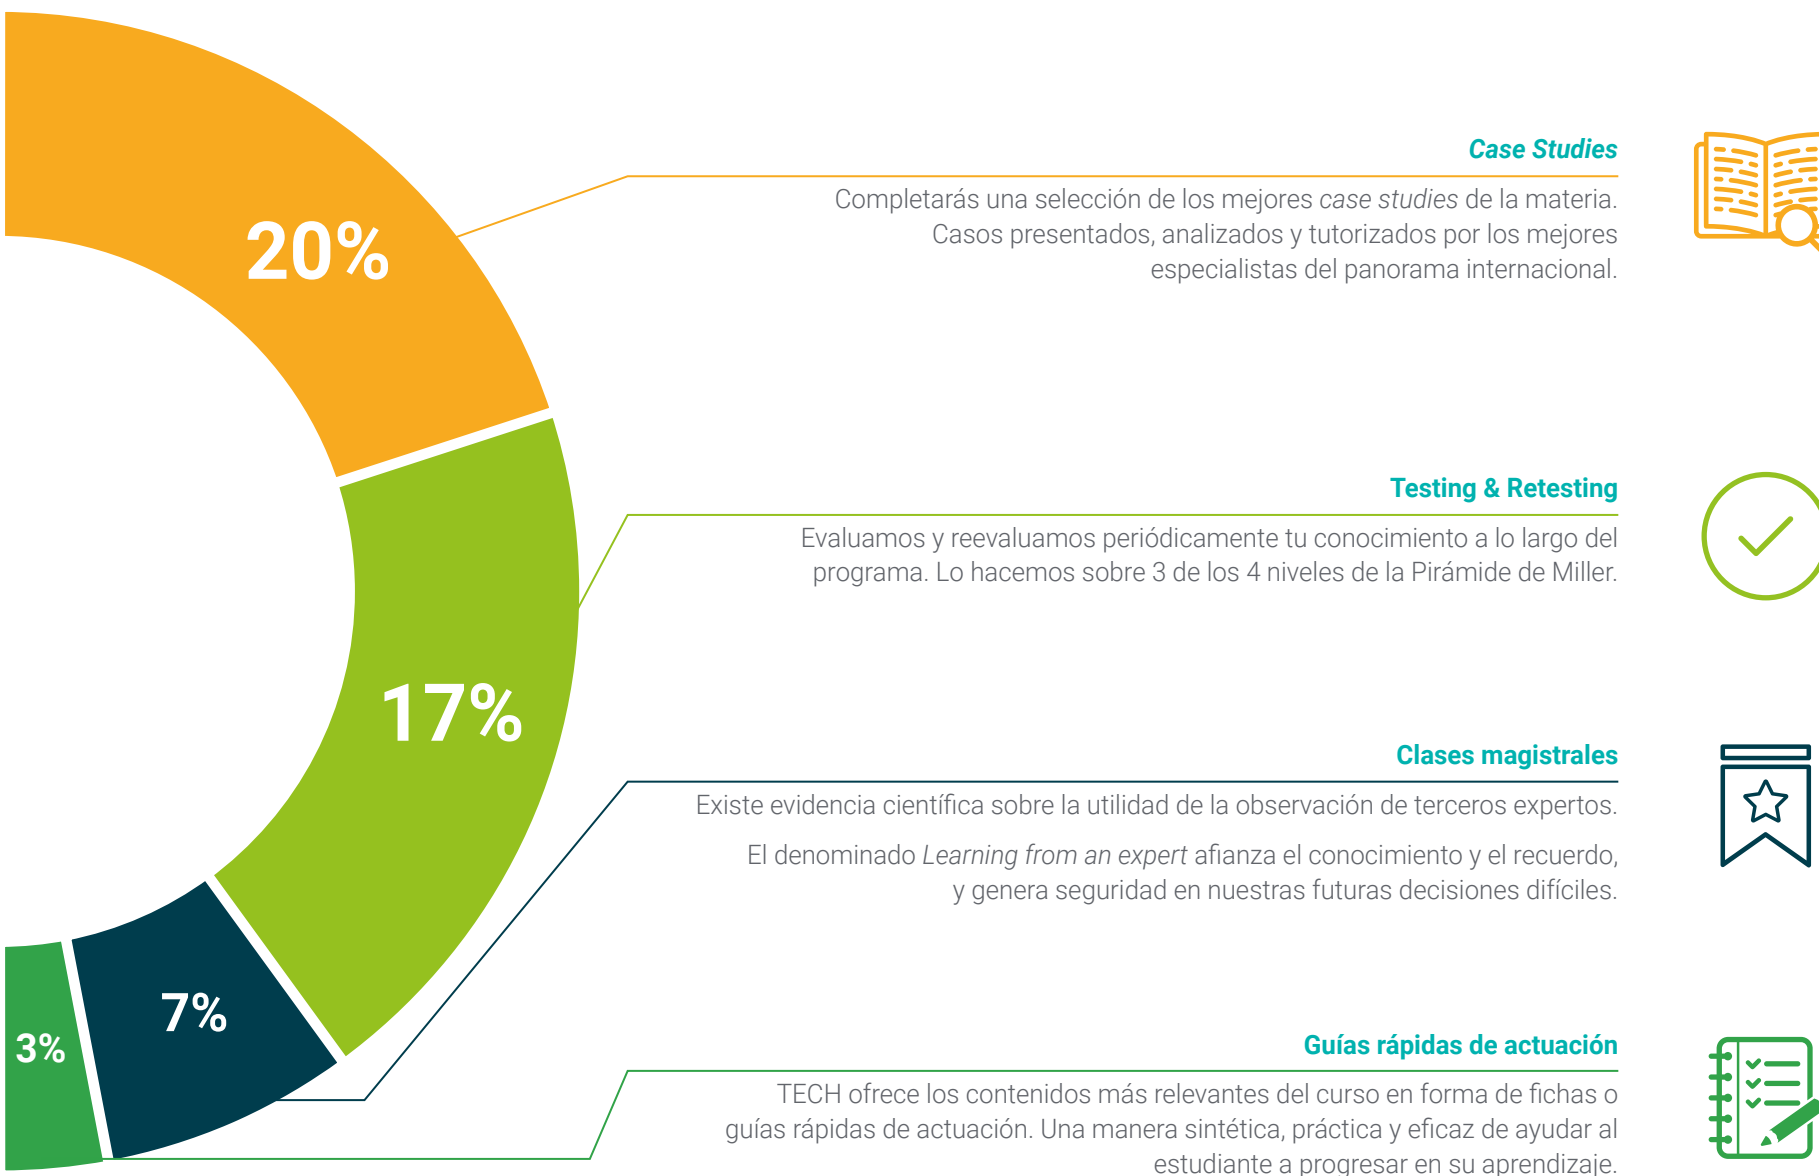 20%
17%
7%
3%
Case Studies
Completarás una selección de los mejores case studies de la materia.
Casos presentados, analizados y tutorizados por los mejores
especialistas del panorama internacional.
Testing & Retesting
Evaluamos y reevaluamos periódicamente tu conocimiento a lo largo del
programa. Lo hacemos sobre 3 de los 4 niveles de la Pirámide de Miller.
Clases magistrales
Existe evidencia científica sobre la utilidad de la observación de terceros expertos.
El denominado Learning from an expert afianza el conocimiento y el recuerdo,
y genera seguridad en nuestras futuras decisiones difíciles.
Guías rápidas de actuación
TECH ofrece los contenidos más relevantes del curso en forma de fichas o
guías rápidas de actuación. Una manera sintética, práctica y eficaz de ayudar al
estudiante a progresar en su aprendizaje.